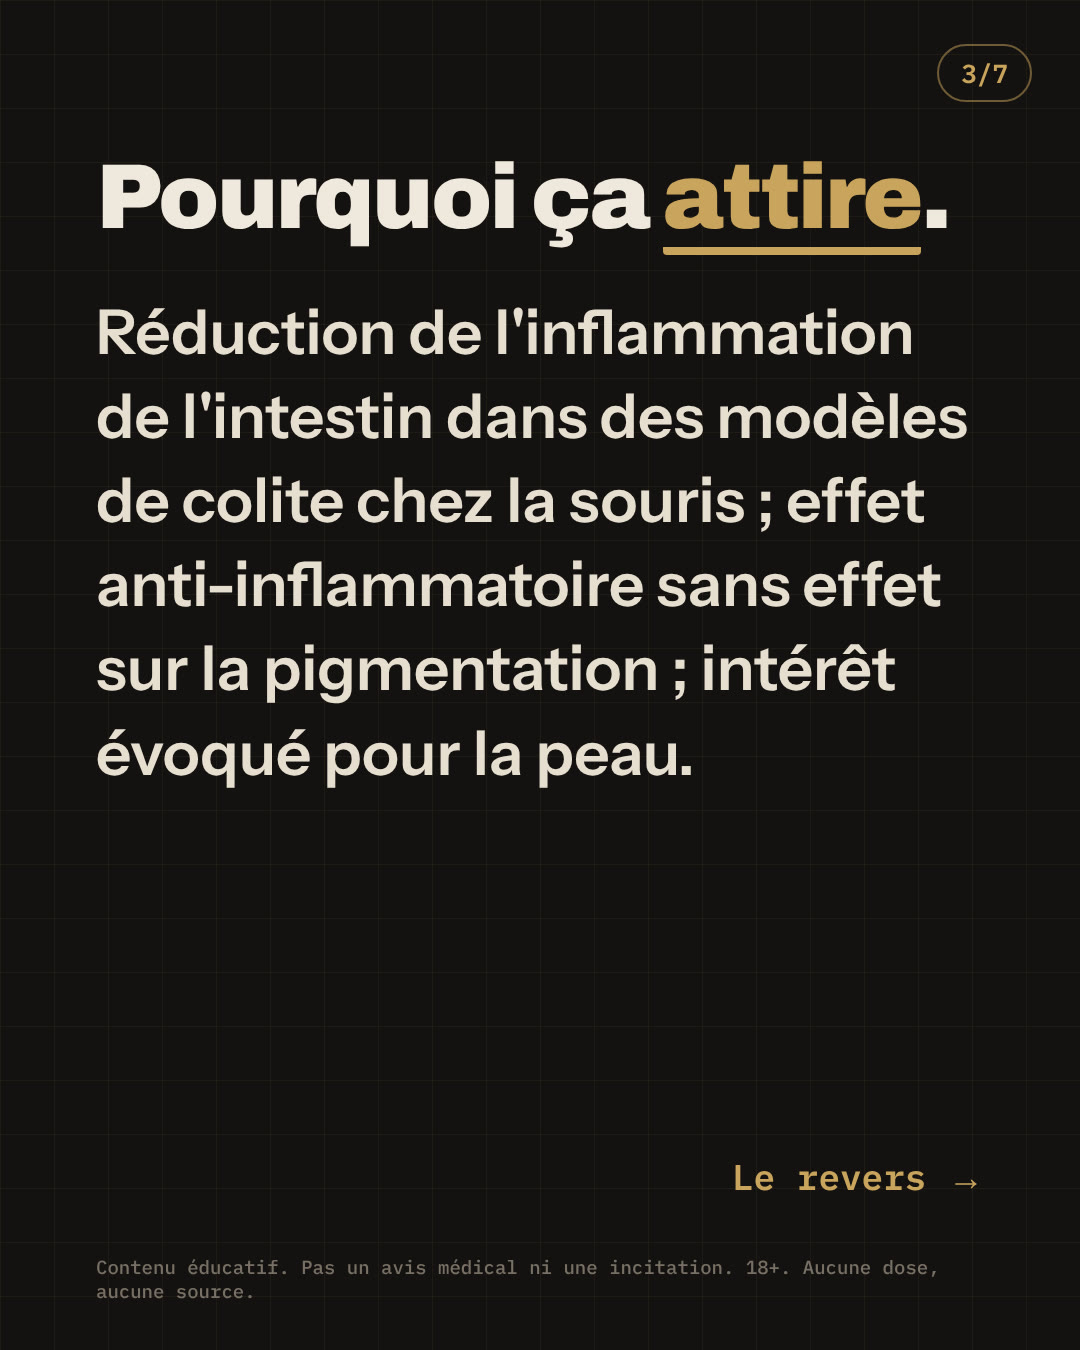 3/7
Pourquoi ça attire.
Réduction de l'inflammation
de l'intestin dans des modèles
de colite chez la souris ; effet
anti-inflammatoire sans effet
sur la pigmentation ; intérêt
évoqué pour la peau.
Le revers →
Contenu éducatif. Pas un avis médical ni une incitation. 18+. Aucune dose,
aucune source.